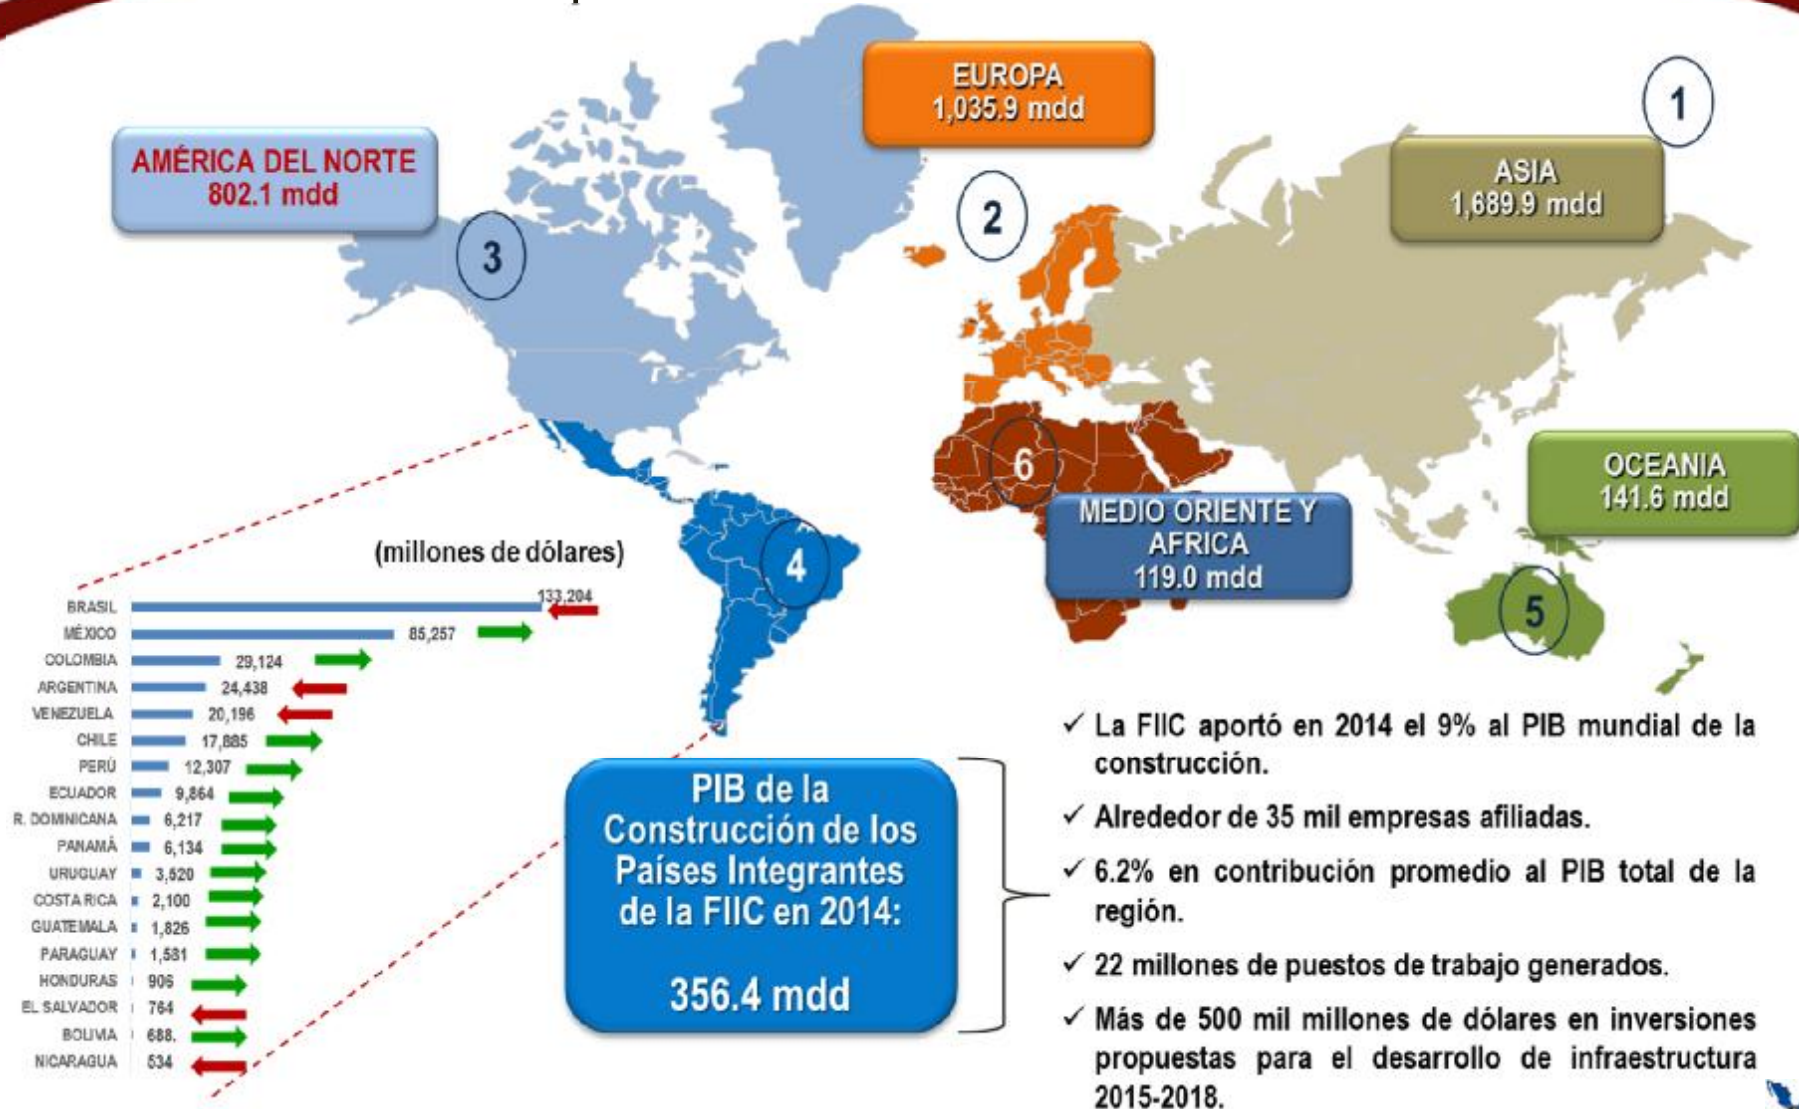 EUROPA
1,035.9 mdd
1
AMÉRICA DEL NORTE
802.1 mdd
ASIA
1,689.9 mdd
2
3
6
OCEANIA
141.6 mdd
MEDIO ORIENTE Y
AFRICA
119.0 mdd
4
5
(millones de dólares)
BRASIL 133,204
MÉXICO 85,257
COLOMBIA 29,124
ARGENTINA 24,438
VENEZUELA 20,196
CHILE 17,885
PERÚ 12,307
ECUADOR 9,864
R. DOMINICANA 6,217
PANAMÁ 6,134
URUGUAY 3,520
COSTA RICA 2,100
GUATEMALA 1,826
PARAGUAY 1,581
HONDURAS 906
EL SALVADOR 764
BOLIVIA 688.
NICARAGUA 534
PIB de la
Construcción de los
Países Integrantes
de la FIIC en 2014:
356.4 mdd
✓ La FIIC aportó en 2014 el 9% al PIB mundial de la
construcción.
✓ Alrededor de 35 mil empresas afiliadas.
✓ 6.2% en contribución promedio al PIB total de la
región.
✓ 22 millones de puestos de trabajo generados.
✓ Más de 500 mil millones de dólares en inversiones
propuestas para el desarrollo de infraestructura
2015-2018.